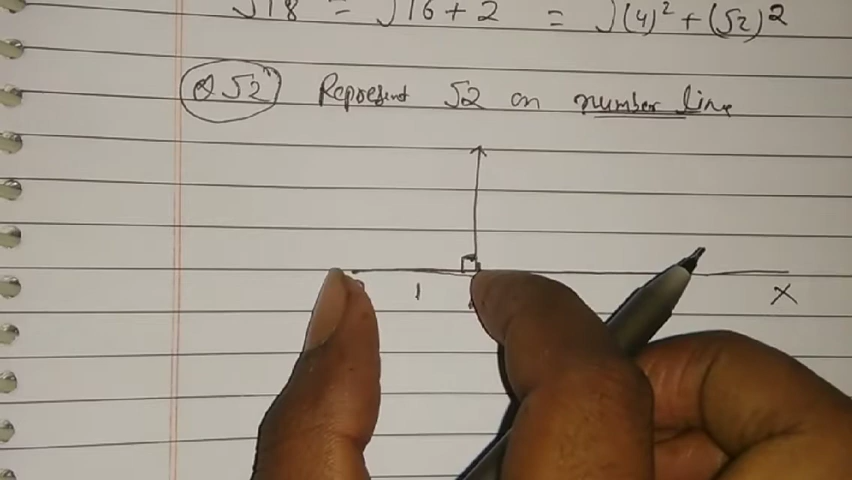 √18 = √16 + 2 = √(4)² + (√2)²
Q √2 Represent √2 on number line
1 X